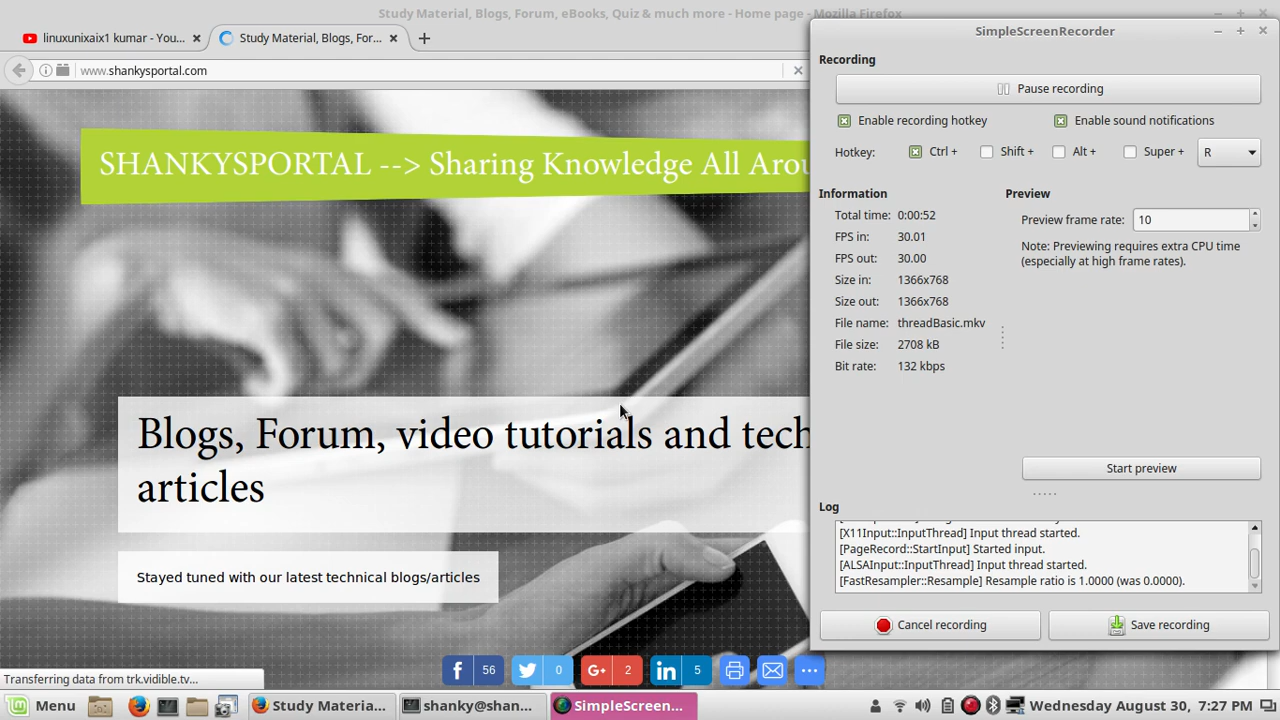 Study Material, Blogs, Forum, eBooks, Quiz & much more - Home page - Mozilla Firefox
linuxunixaix1 kumar - You...
Study Material, Blogs, For...
www.shankysportal.com
SHANKYSPORTAL --> Sharing Knowledge All Arou
Blogs, Forum, video tutorials and tech
articles
Stayed tuned with our latest technical blogs/articles
56
0
G+ 2
in 5
Transferring data from trk.vidible.tv...
SimpleScreenRecorder
Recording
Pause recording
Enable recording hotkey
Enable sound notifications
Hotkey: Ctrl + Shift + Alt + Super + R
Information
Total time: 0:00:52
FPS in: 30.01
FPS out: 30.00
Size in: 1366x768
Size out: 1366x768
File name: threadBasic.mkv
File size: 2708 kB
Bit rate: 132 kbps
Preview
Preview frame rate: 10
Note: Previewing requires extra CPU time
(especially at high frame rates).
Start preview
Log
[X11Input::InputThread] Input thread started.
[PageRecord::StartInput] Started input.
[ALSAInput::InputThread] Input thread started.
[FastResampler::Resample] Resample ratio is 1.0000 (was 0.0000).
Cancel recording
Save recording
Menu
Study Materia...
shanky@shan...
SimpleScreen...
Wednesday August 30, 7:27 PM